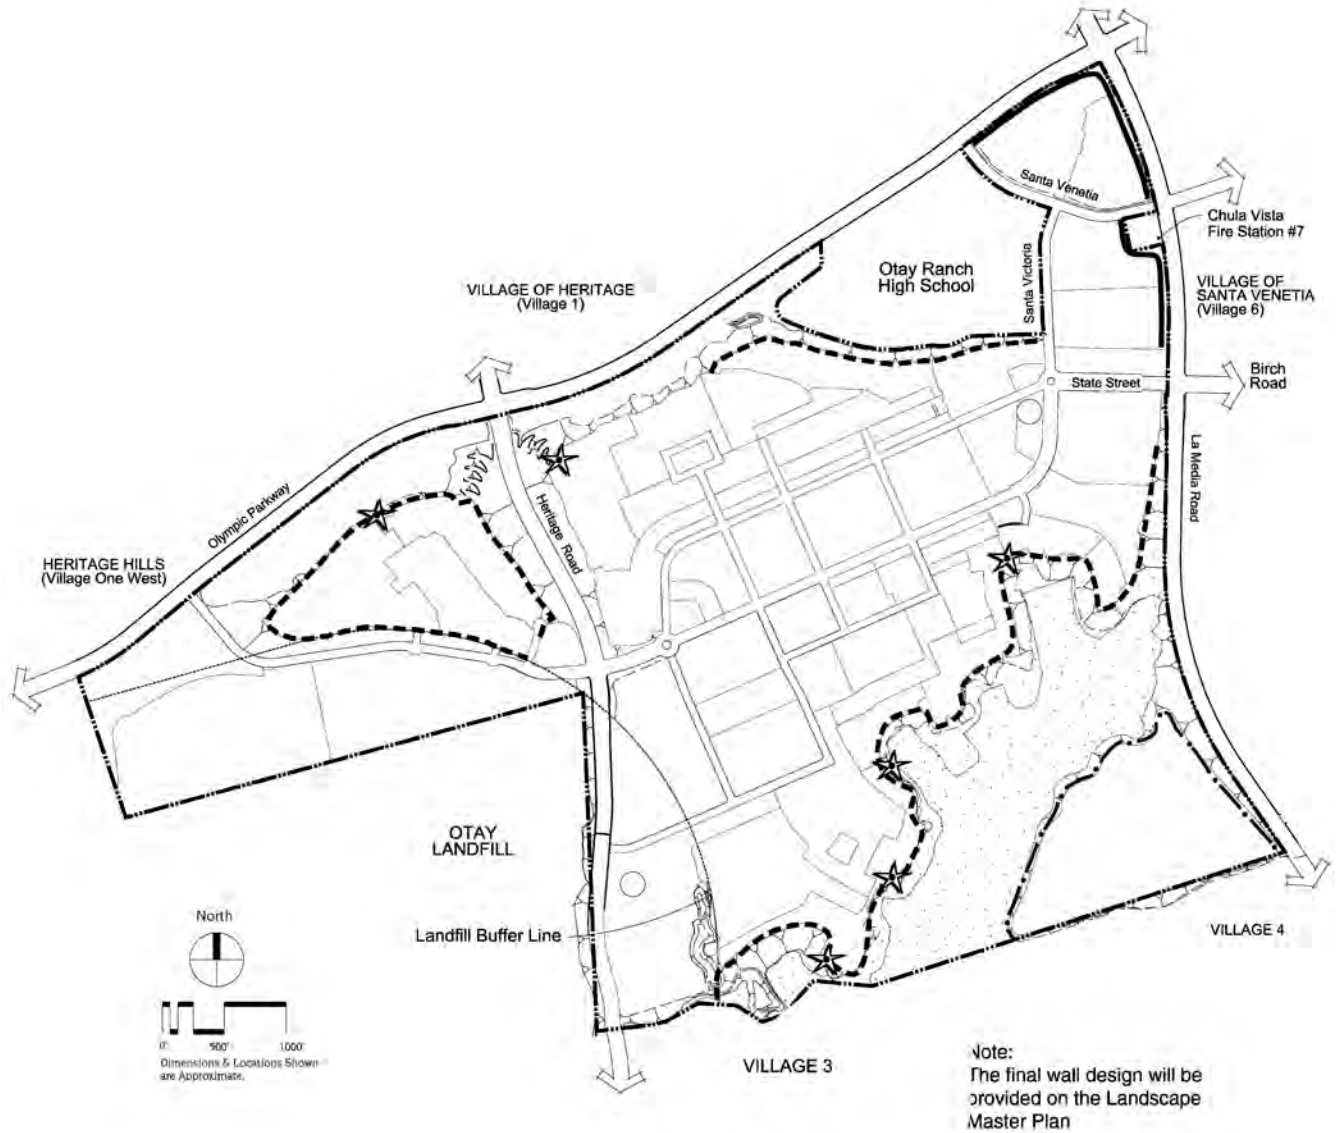 Santa Venetia
Chula Vista
Fire Station #7
Otay Ranch
High School
Santa Victoria
VILLAGE OF
SANTA VENETIA
(Village 6)
VILLAGE OF HERITAGE
(Village 1)
Birch
Road
State Street
La Media Road
Olympic Parkway
Heritage Road
HERITAGE HILLS
(Village One West)
OTAY
LANDFILL
Landfill Buffer Line
North
0'
500'
1000'
Dimensions & Locations Shown
are Approximate.
VILLAGE 4
VILLAGE 3
Note:
The final wall design will be
provided on the Landscape
Master Plan